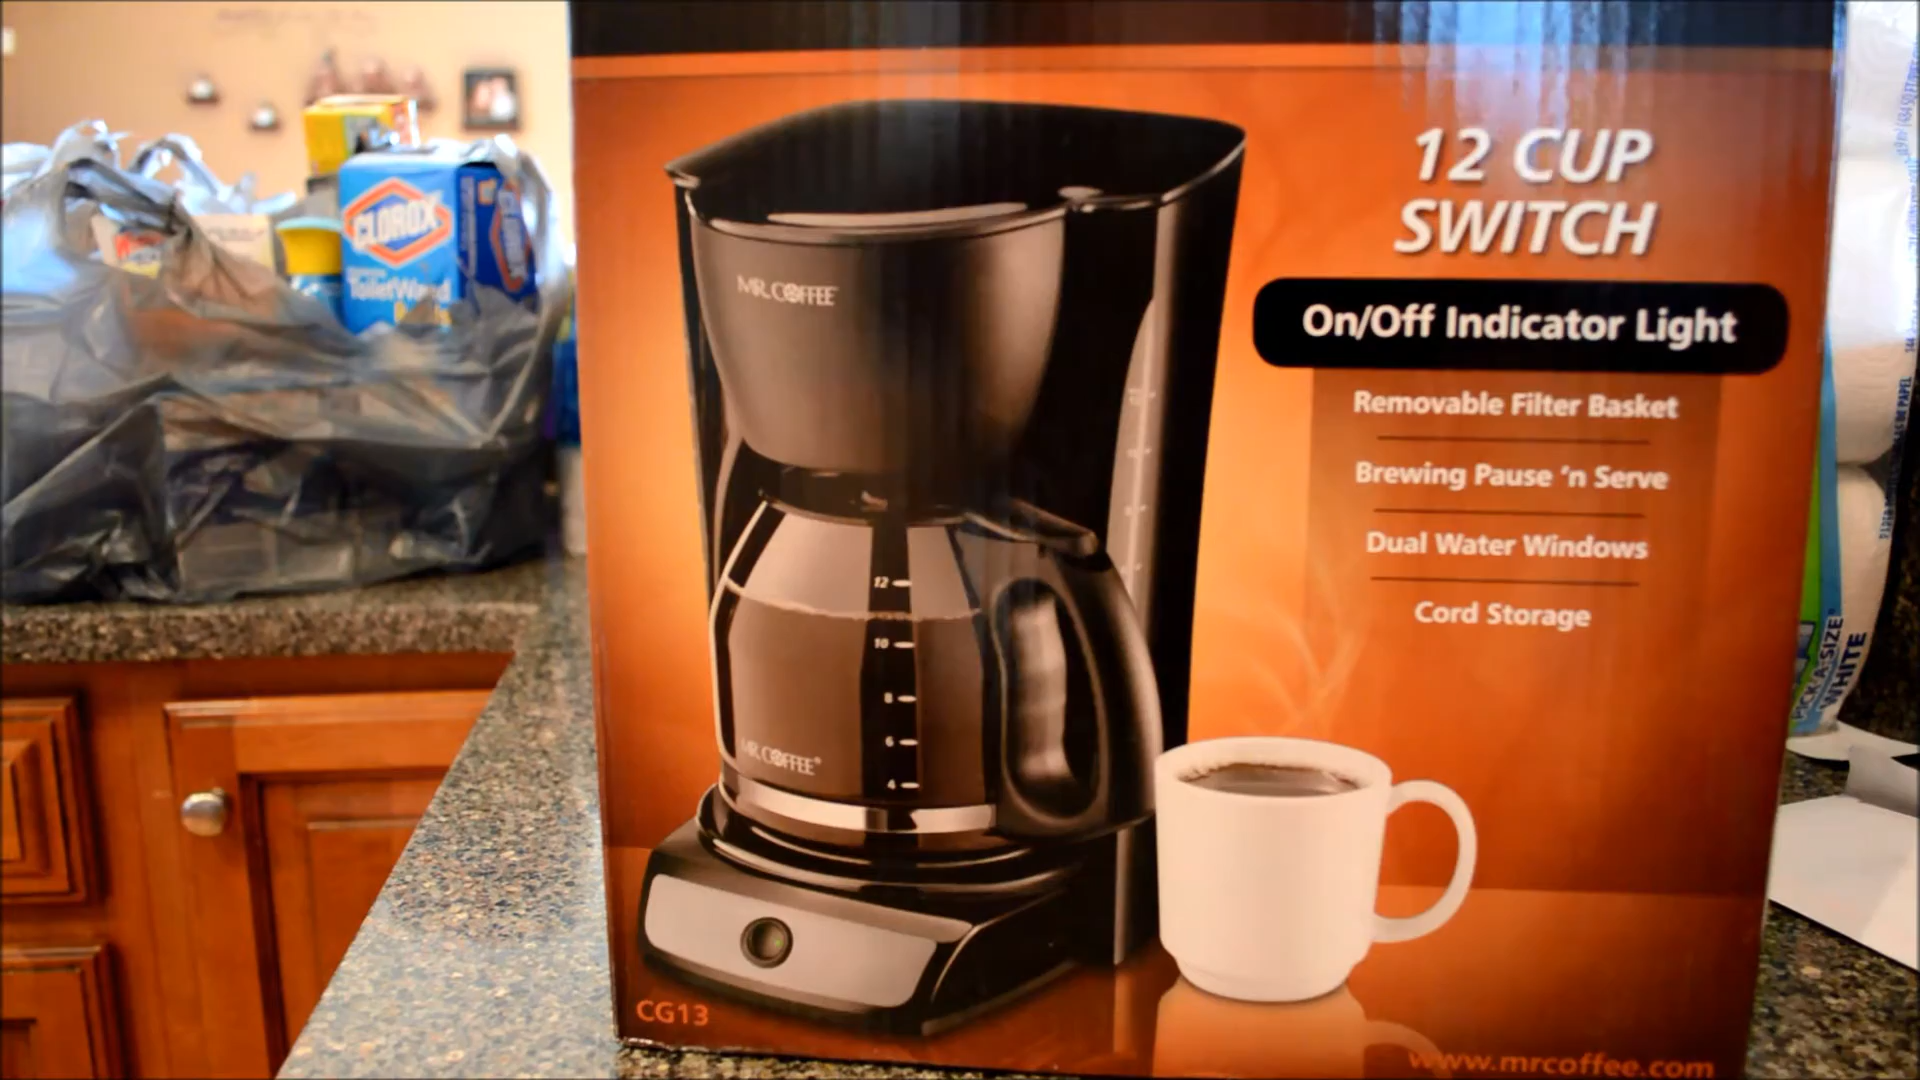 12 CUP
SWITCH
On/Off Indicator Light
Removable Filter Basket
Brewing Pause 'n Serve
Dual Water Windows
Cord Storage
MR. COFFEE
12
10
8
6
4
MR. COFFEE®
CG13
www.mrcoffee.com
CLOROX
ToiletWand
CLOROX
PICK-A-SIZE®
WHITE